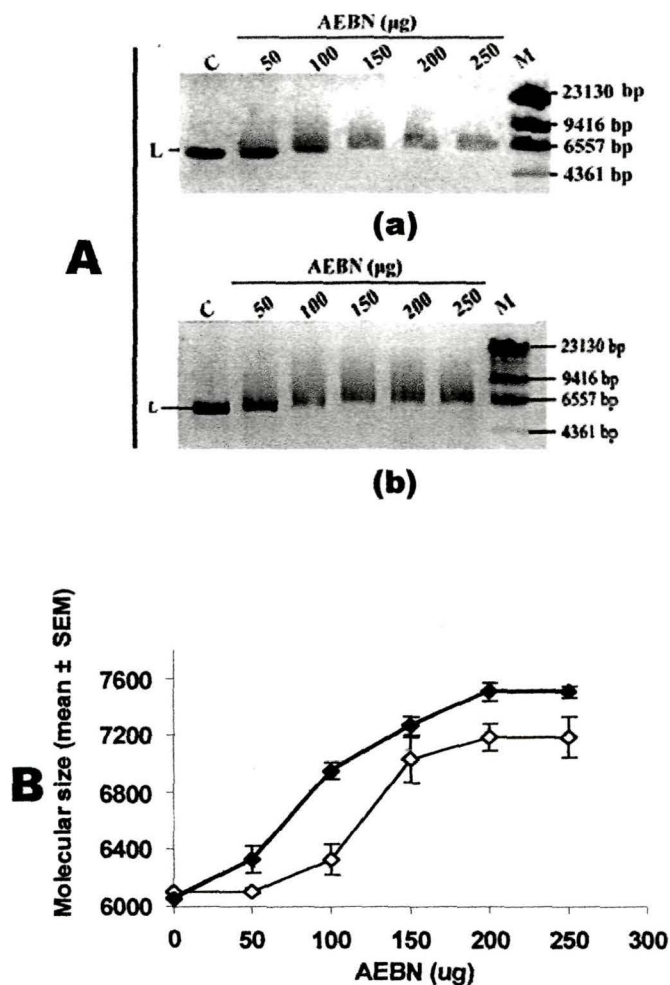 AEBN (µg)
C 50 100 150 200 250 M
23130 bp
9416 bp
L
6557 bp
4361 bp
(a)
A
AEBN (µg)
C 50 100 150 200 250 M
23130 bp
9416 bp
L
6557 bp
4361 bp
(b)
B
Molecular size (mean ± SEM)
7600
7200
6800
6400
6000
0 50 100 150 200 250 300
AEBN (ug)